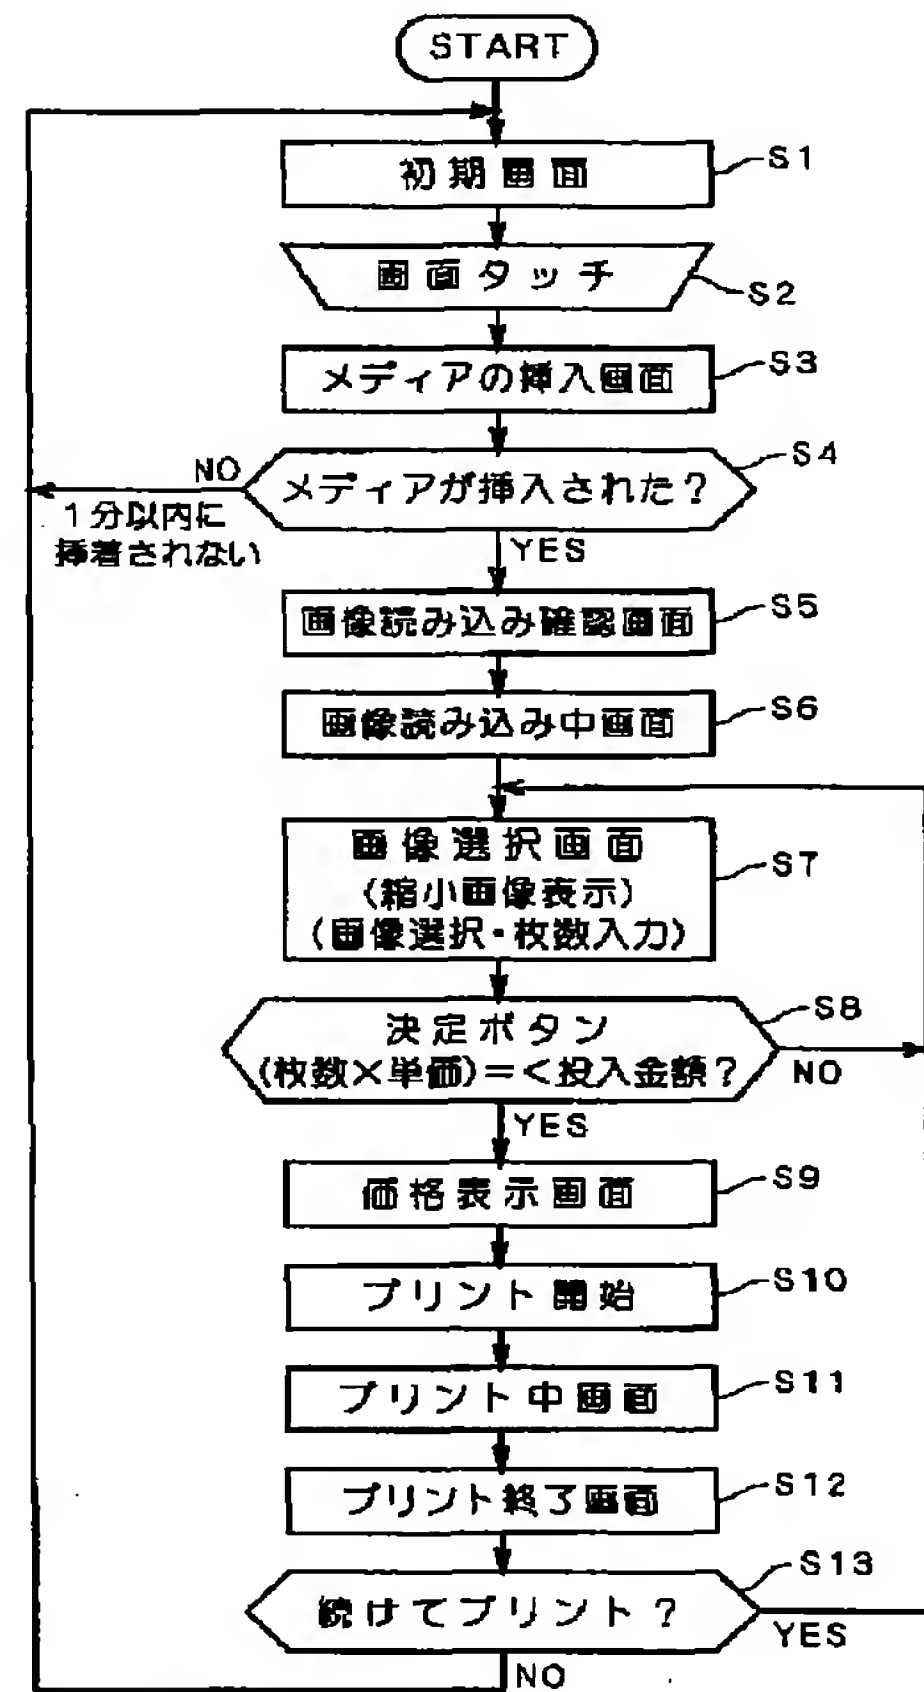 START
初期画面
S1
画面タッチ
S2
メディアの挿入画面
S3
メディアが挿入された？
S4
NO
1分以内に
挿着されない
YES
画像読み込み確認画面
S5
画像読み込み中画面
S6
画像選択画面
(縮小画像表示)
(画像選択・枚数入力)
S7
決定ボタン
(枚数×単価)=<投入金額？
S8
NO
YES
価格表示画面
S9
プリント開始
S10
プリント中画面
S11
プリント終了画面
S12
続けてプリント？
S13
YES
NO